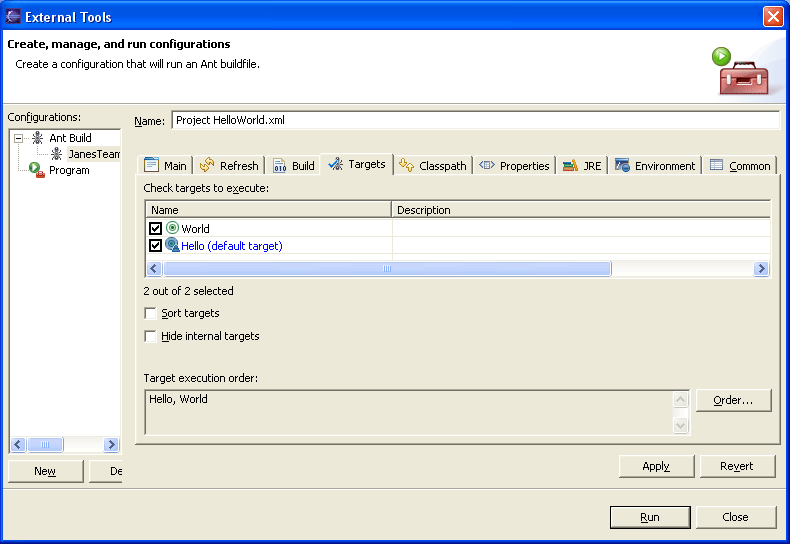 External Tools
Create, manage, and run configurations
Create a configuration that will run an Ant buildfile.
Configurations:
Ant Build
JanesTeam
Program
New
De
Name: Project HelloWorld.xml
Main Refresh Build Targets Classpath Properties JRE Environment Common
Check targets to execute:
Name Description
World
Hello (default target)
2 out of 2 selected
Sort targets
Hide internal targets
Target execution order:
Hello, World
Order...
Apply Revert
Run Close